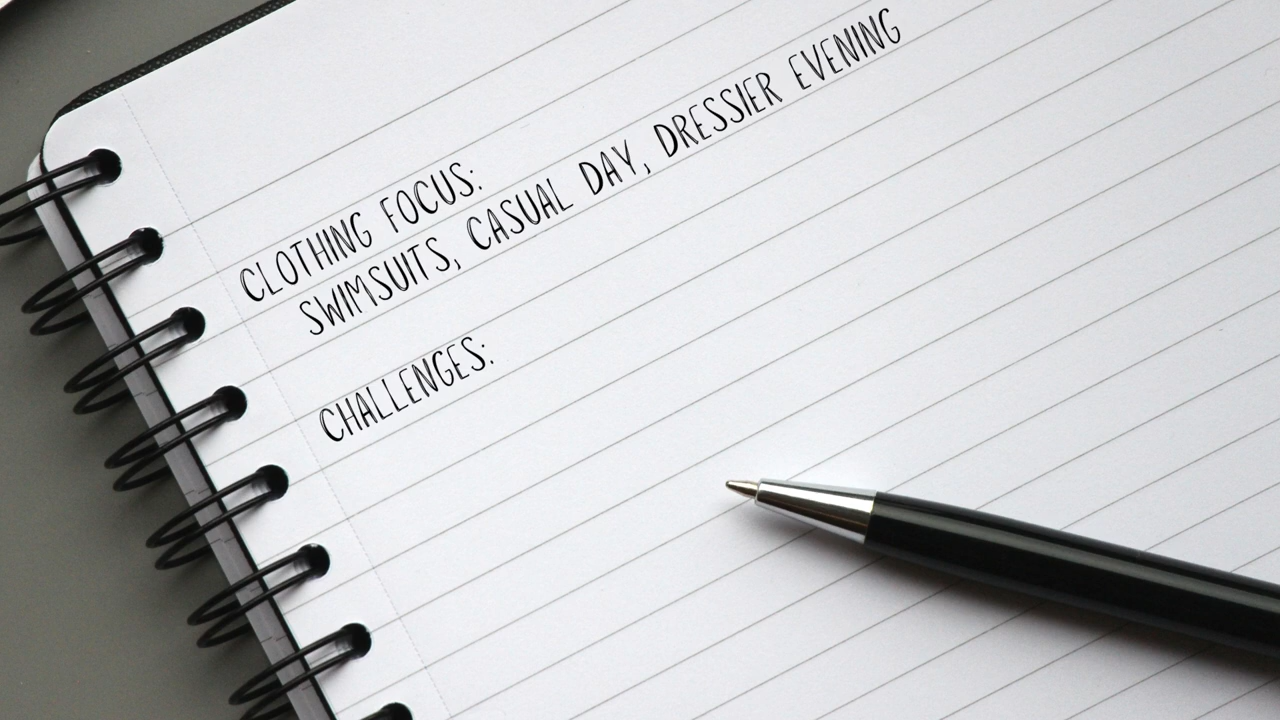 CLOTHING FOCUS:
SWIMSUITS, CASUAL DAY, DRESSIER EVENING
CHALLENGES: